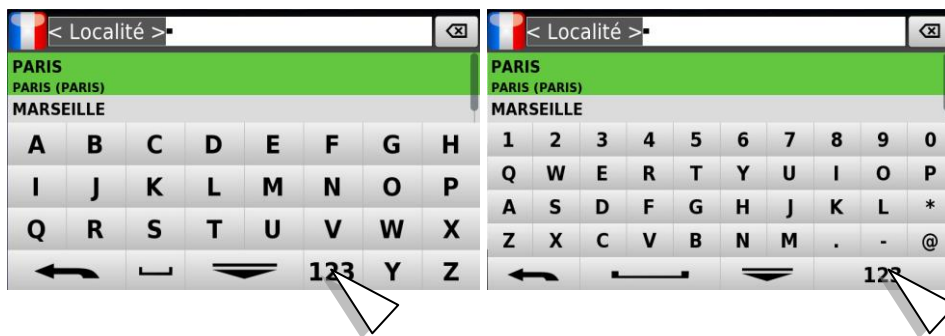 < Localité >
PARIS
PARIS (PARIS)
MARSEILLE
A B C D E F G H
I J K L M N O P
Q R S T U V W X
123 Y Z
< Localité >
PARIS
PARIS (PARIS)
MARSEILLE
1 2 3 4 5 6 7 8 9 0
Q W E R T Y U I O P
A S D F G H J K L *
Z X C V B N M . - @
123